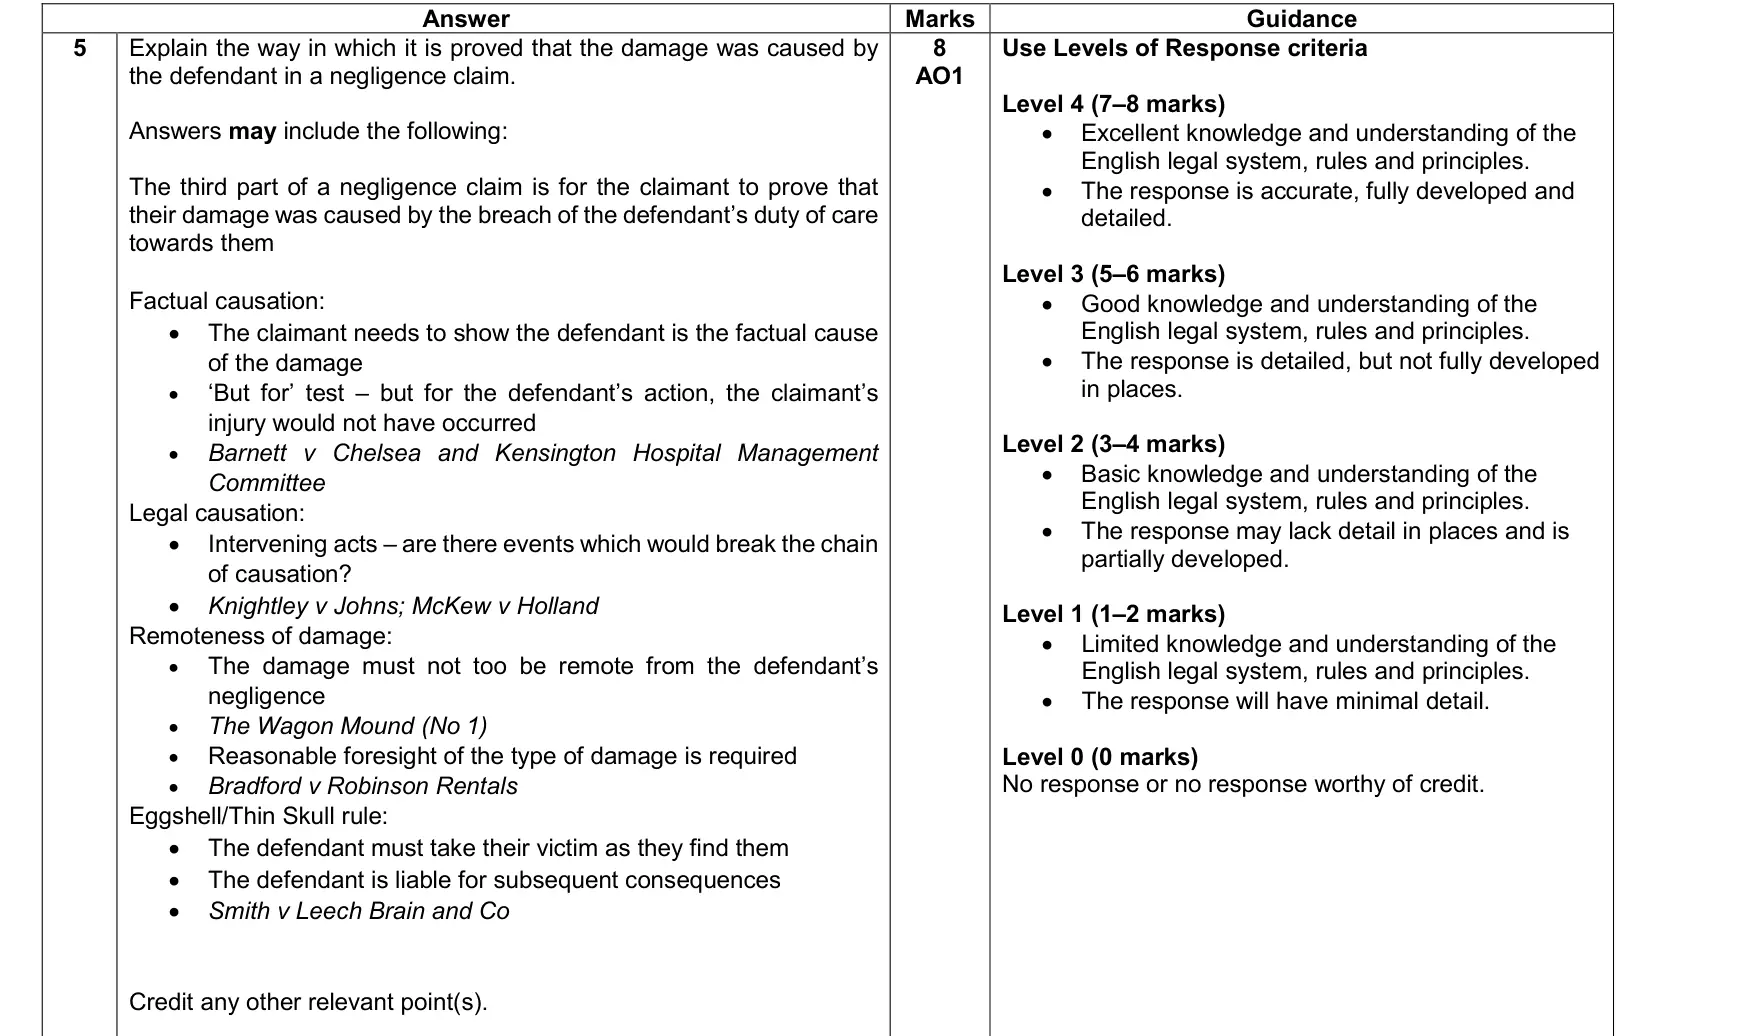 Answer Marks Guidance
5 Explain the way in which it is proved that the damage was caused by
the defendant in a negligence claim.
Answers may include the following:
The third part of a negligence claim is for the claimant to prove that
their damage was caused by the breach of the defendant's duty of care
towards them
Factual causation:
• The claimant needs to show the defendant is the factual cause
of the damage
• 'But for' test – but for the defendant's action, the claimant's
injury would not have occurred
• Barnett v Chelsea and Kensington Hospital Management
Committee
Legal causation:
• Intervening acts – are there events which would break the chain
of causation?
• Knightley v Johns; McKew v Holland
Remoteness of damage:
• The damage must not too be remote from the defendant's
negligence
• The Wagon Mound (No 1)
• Reasonable foresight of the type of damage is required
• Bradford v Robinson Rentals
Eggshell/Thin Skull rule:
• The defendant must take their victim as they find them
• The defendant is liable for subsequent consequences
• Smith v Leech Brain and Co
Credit any other relevant point(s).
8
AO1
Use Levels of Response criteria
Level 4 (7–8 marks)
• Excellent knowledge and understanding of the
English legal system, rules and principles.
• The response is accurate, fully developed and
detailed.
Level 3 (5–6 marks)
• Good knowledge and understanding of the
English legal system, rules and principles.
• The response is detailed, but not fully developed
in places.
Level 2 (3–4 marks)
• Basic knowledge and understanding of the
English legal system, rules and principles.
• The response may lack detail in places and is
partially developed.
Level 1 (1–2 marks)
• Limited knowledge and understanding of the
English legal system, rules and principles.
• The response will have minimal detail.
Level 0 (0 marks)
No response or no response worthy of credit.